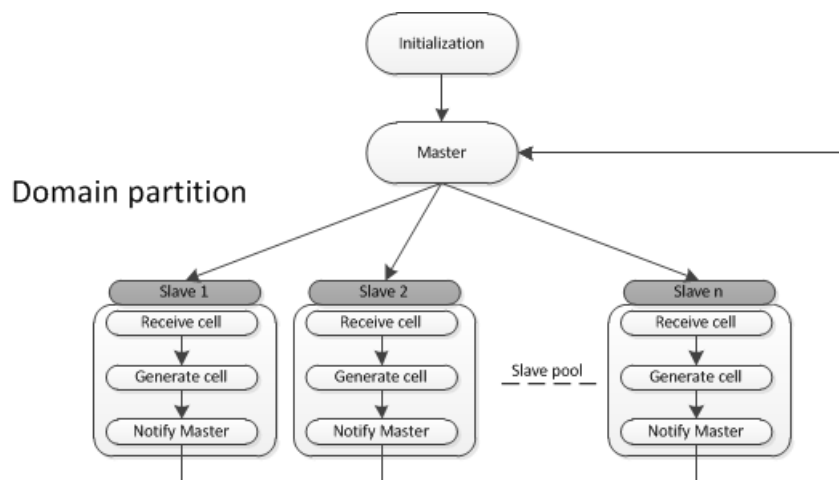 Initialization
Master
Domain partition
Slave 1
Slave 2
Slave n
Receive cell
Receive cell
Receive cell
Slave pool
Generate cell
Generate cell
Generate cell
Notify Master
Notify Master
Notify Master